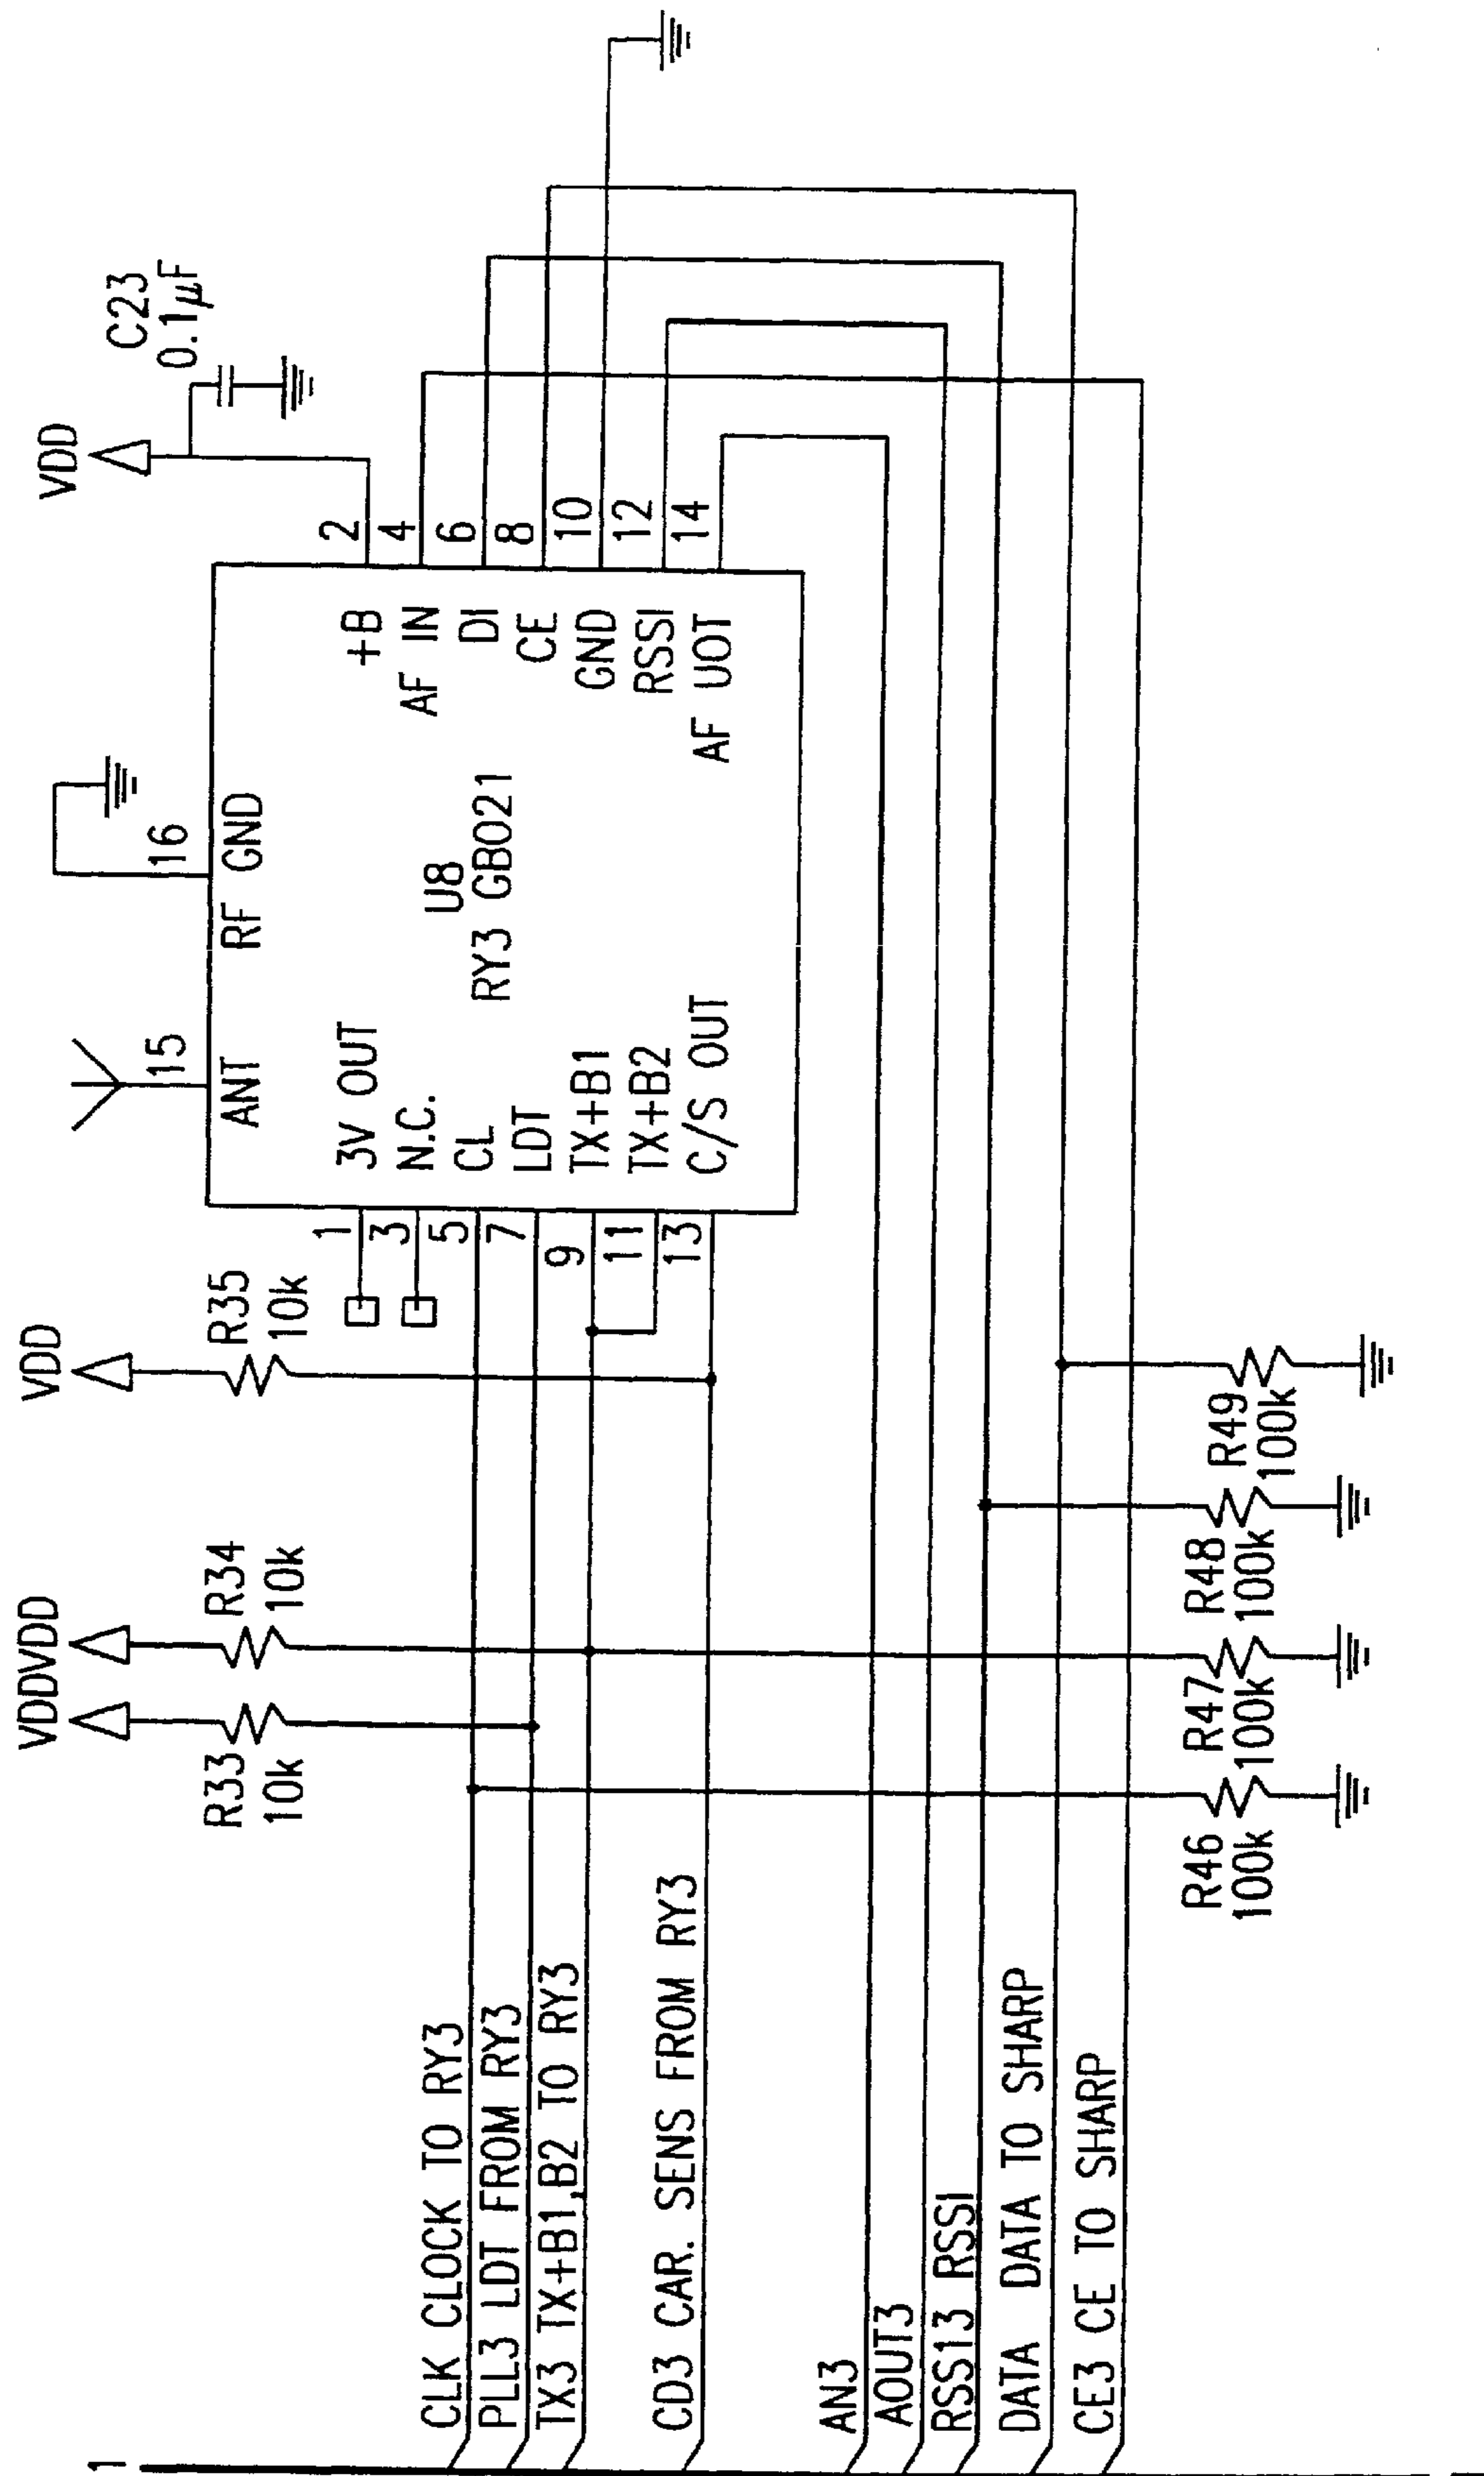 1
CLK CLOCK TO RY3
PLL3 LDT FROM RY3
TX3 TX+B1,B2 TO RY3
CD3 CAR. SENS FROM RY3
AN3
AOUT3
RSS13 RSSI
DATA DATA TO SHARP
CE3 CE TO SHARP
VDDVDD
R33
10k
R34
10k
VDD
R35
10k
R46
100k
R47
100k
R48
100k
R49
100k
1
3
5
7
9
11
13
15
16
ANT
RF GND
3V OUT
N.C.
CL
LDT
TX+B1
TX+B2
C/S OUT
U8
RY3 GB021
+B
AF IN
DI
CE
GND
RSSI
AF UOT
2
4
6
8
10
12
14
VDD
C23
0.1μF